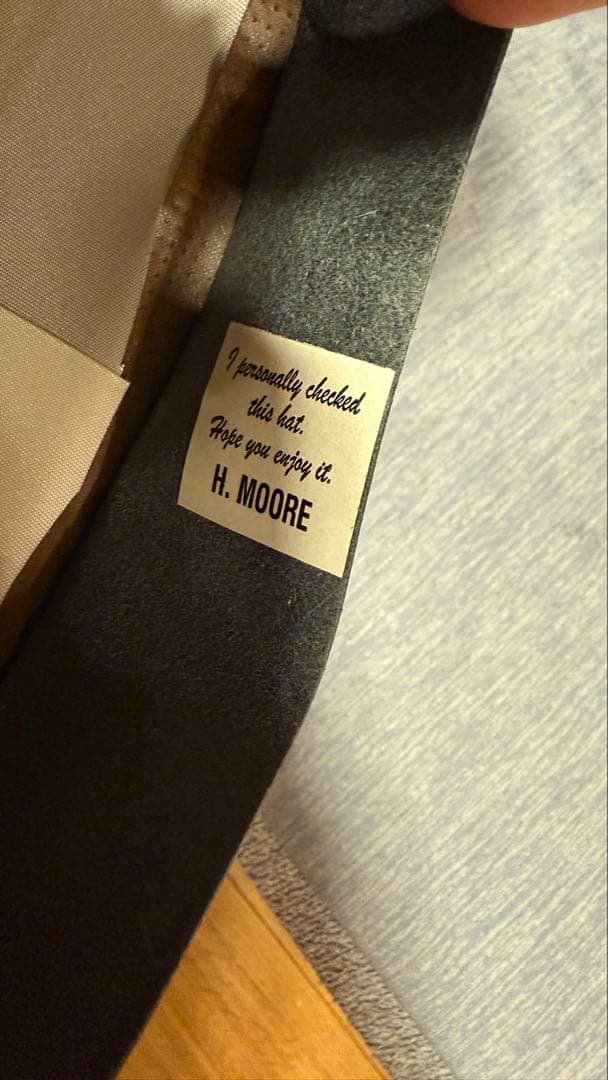 I personally checked
this hat.
Hope you enjoy it.
H. MOORE